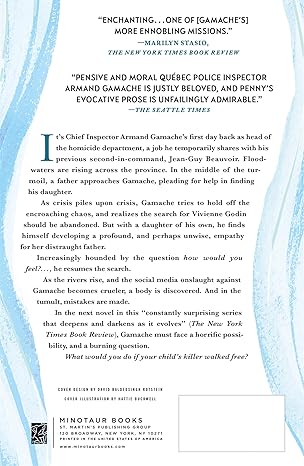 “ENCHANTING...ONE OF [GAMACHE’S]
MORE ENNOBLING MISSIONS.”
—MARILYN STASIO,
THE NEW YORK TIMES BOOK REVIEW
“PENSIVE AND MORAL QUÉBEC POLICE INSPECTOR
ARMAND GAMACHE IS JUSTLY BELOVED, AND PENNY’S
EVOCATIVE PROSE IS UNFAILINGLY ADMIRABLE.”
—THE SEATTLE TIMES
It’s Chief Inspector Armand Gamache’s first day back as head of
the homicide department, a job he temporarily shares with his
previous second-in-command, Jean-Guy Beauvoir. Flood-
waters are rising across the province. In the middle of the tur-
moil, a father approaches Gamache, pleading for help in finding
his daughter.
As crisis piles upon crisis, Gamache tries to hold off the
encroaching chaos, and realizes the search for Vivienne Godin
should be abandoned. But with a daughter of his own, he finds
himself developing a profound, and perhaps unwise, empathy
for her distraught father.
Increasingly hounded by the question how would you
feel?..., he resumes the search.
As the rivers rise, and the social media onslaught against
Gamache becomes crueler, a body is discovered. And in the
tumult, mistakes are made.
In the next novel in this “constantly surprising series
that deepens and darkens as it evolves” (The New York
Times Book Review), Gamache must face a horrific possi-
bility, and a burning question.
What would you do if your child’s killer walked free?
COVER DESIGN BY DAVID BALDEOSINGH ROTSTEIN
COVER ILLUSTRATION BY HATTIE BUCKWELL
MINOTAUR BOOKS
ST. MARTIN’S PUBLISHING GROUP
120 BROADWAY, NEW YORK, NY 10271
PRINTED IN THE UNITED STATES OF AMERICA
www.minotaurbooks.com